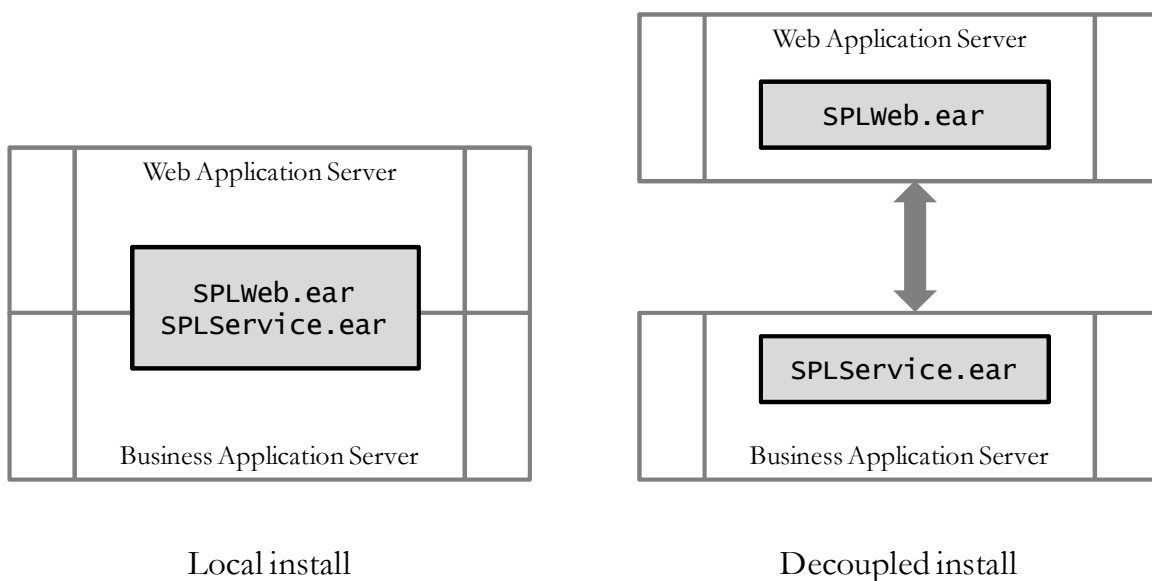 Web Application Server
SPLWeb.ear
SPLService.ear
Business Application Server
Local install
Web Application Server
SPLWeb.ear
SPLService.ear
Business Application Server
Decoupled install